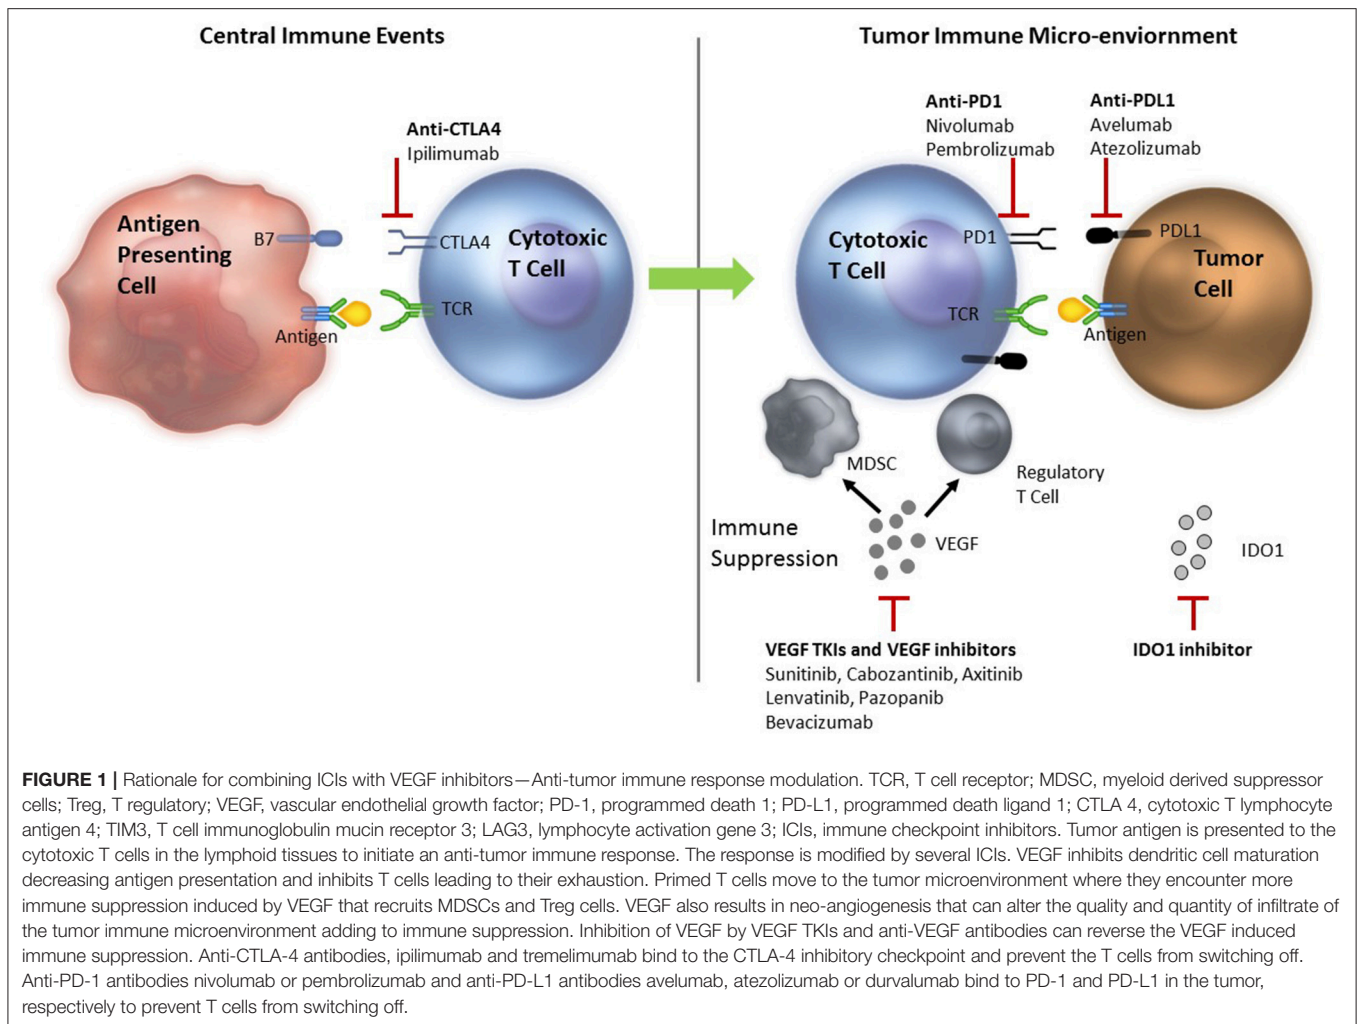 Central Immune Events
Tumor Immune Micro-enviornment
Anti-CTLA4
Ipilimumab
Antigen
Presenting
Cell
B7
CTLA4
Cytotoxic
T Cell
TCR
Antigen
Anti-PD1
Nivolumab
Pembrolizumab
Anti-PDL1
Avelumab
Atezolizumab
Cytotoxic
T Cell
PD1
PDL1
Tumor
Cell
TCR
Antigen
MDSC
Regulatory
T Cell
Immune
Suppression
VEGF
IDO1
VEGF TKIs and VEGF inhibitors
Sunitinib, Cabozantinib, Axitinib
Lenvatinib, Pazopanib
Bevacizumab
IDO1 inhibitor
FIGURE 1 | Rationale for combining ICIs with VEGF inhibitors—Anti-tumor immune response modulation. TCR, T cell receptor; MDSC, myeloid derived suppressor
cells; Treg, T regulatory; VEGF, vascular endothelial growth factor; PD-1, programmed death 1; PD-L1, programmed death ligand 1; CTLA 4, cytotoxic T lymphocyte
antigen 4; TIM3, T cell immunoglobulin mucin receptor 3; LAG3, lymphocyte activation gene 3; ICIs, immune checkpoint inhibitors. Tumor antigen is presented to the
cytotoxic T cells in the lymphoid tissues to initiate an anti-tumor immune response. The response is modified by several ICIs. VEGF inhibits dendritic cell maturation
decreasing antigen presentation and inhibits T cells leading to their exhaustion. Primed T cells move to the tumor microenvironment where they encounter more
immune suppression induced by VEGF that recruits MDSCs and Treg cells. VEGF also results in neo-angiogenesis that can alter the quality and quantity of infiltrate of
the tumor immune microenvironment adding to immune suppression. Inhibition of VEGF by VEGF TKIs and anti-VEGF antibodies can reverse the VEGF induced
immune suppression. Anti-CTLA-4 antibodies, ipilimumab and tremelimumab bind to the CTLA-4 inhibitory checkpoint and prevent the T cells from switching off.
Anti-PD-1 antibodies nivolumab or pembrolizumab and anti-PD-L1 antibodies avelumab, atezolizumab or durvalumab bind to PD-1 and PD-L1 in the tumor,
respectively to prevent T cells from switching off.